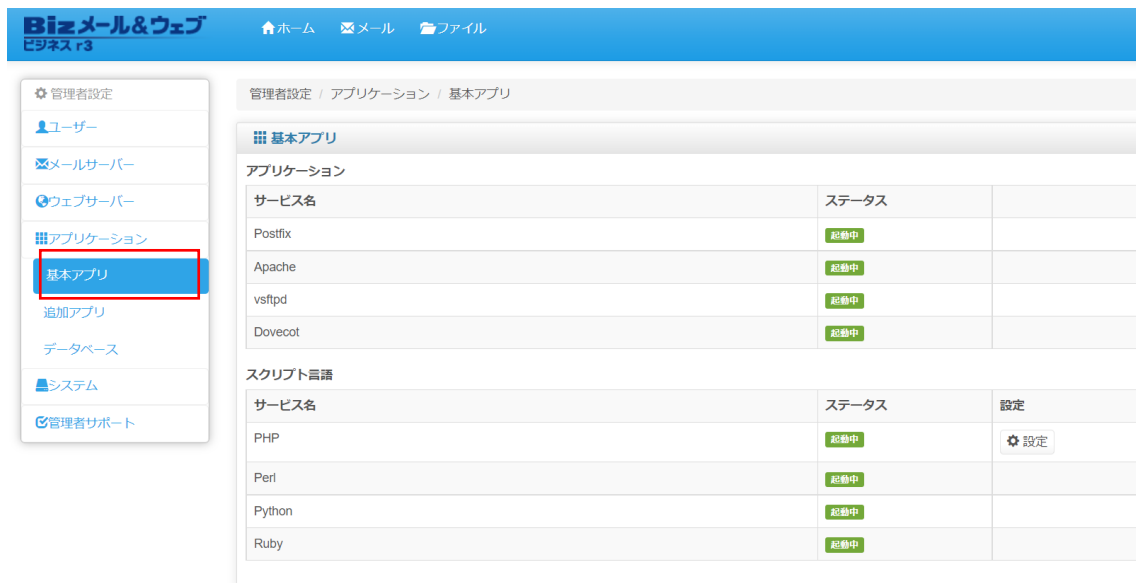 Bizメール&ウェブ
ビジネス r3
ホーム メール ファイル
管理者設定
ユーザー
メールサーバー
ウェブサーバー
アプリケーション
基本アプリ
追加アプリ
データベース
システム
管理者サポート
管理者設定 / アプリケーション / 基本アプリ
基本アプリ
アプリケーション
サービス名 ステータス
Postfix 起動中
Apache 起動中
vsftpd 起動中
Dovecot 起動中
スクリプト言語
サービス名 ステータス 設定
PHP 起動中 設定
Perl 起動中
Python 起動中
Ruby 起動中